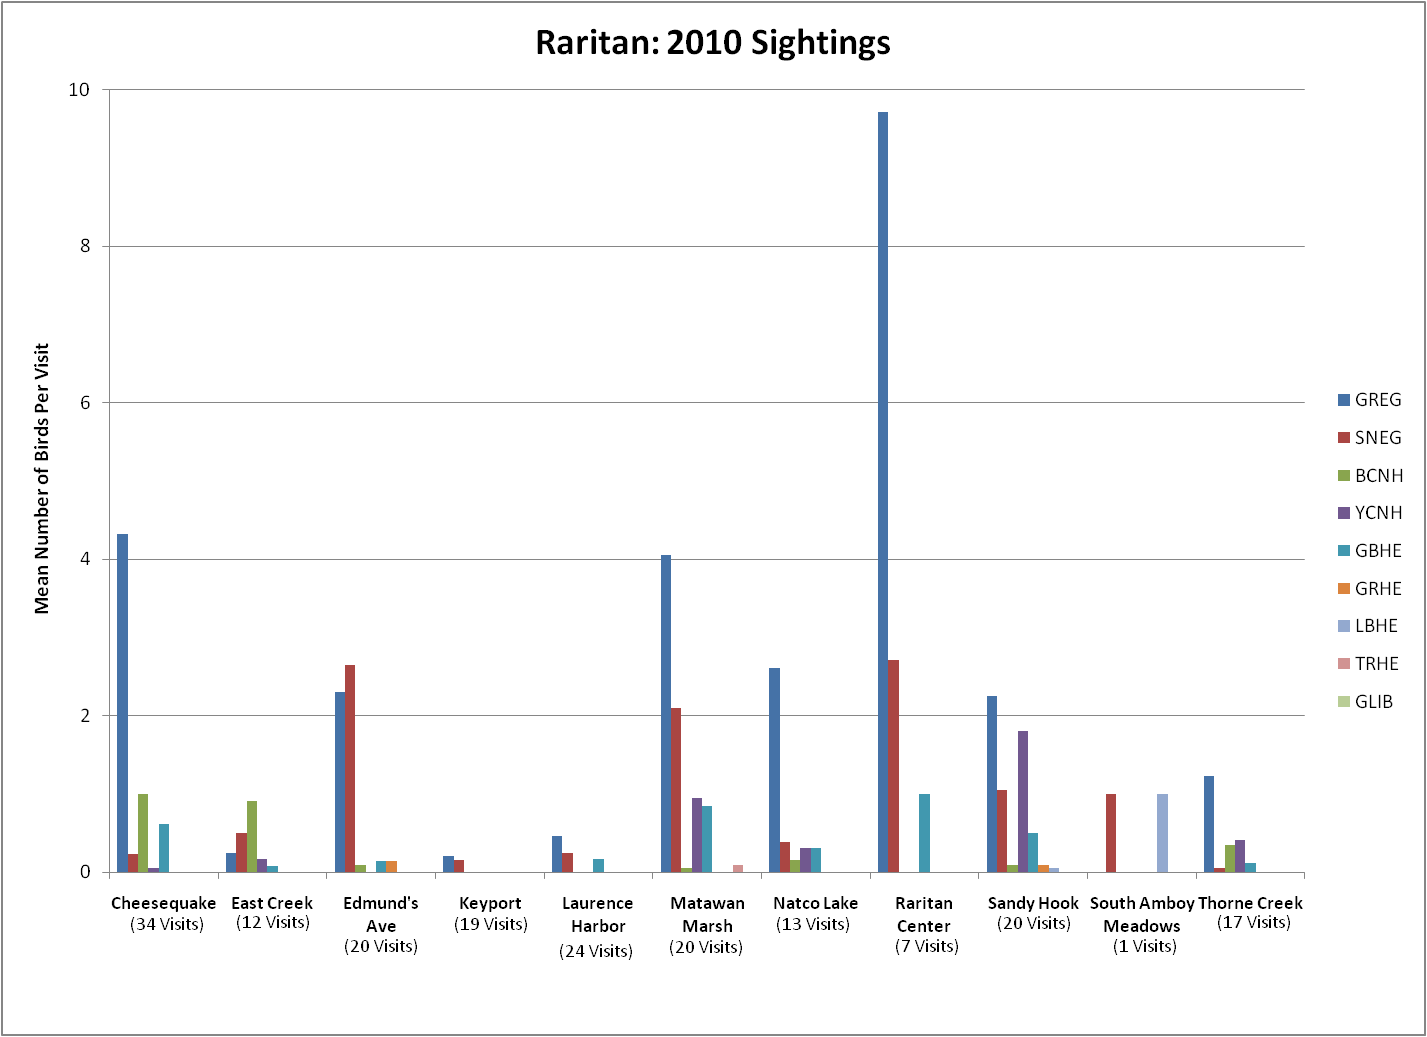 Raritan: 2010 Sightings
Mean Number of Birds Per Visit
10
8
6
4
2
0
Cheesequake
(34 Visits)
East Creek
(12 Visits)
Edmund's
Ave
(20 Visits)
Keyport
(19 Visits)
Laurence
Harbor
(24 Visits)
Matawan
Marsh
(20 Visits)
Natco Lake
(13 Visits)
Raritan
Center
(7 Visits)
Sandy Hook
(20 Visits)
South Amboy
Meadows
(1 Visits)
Thorne Creek
(17 Visits)
GREG
SNEG
BCNH
YCNH
GBHE
GRHE
LBHE
TRHE
GLIB